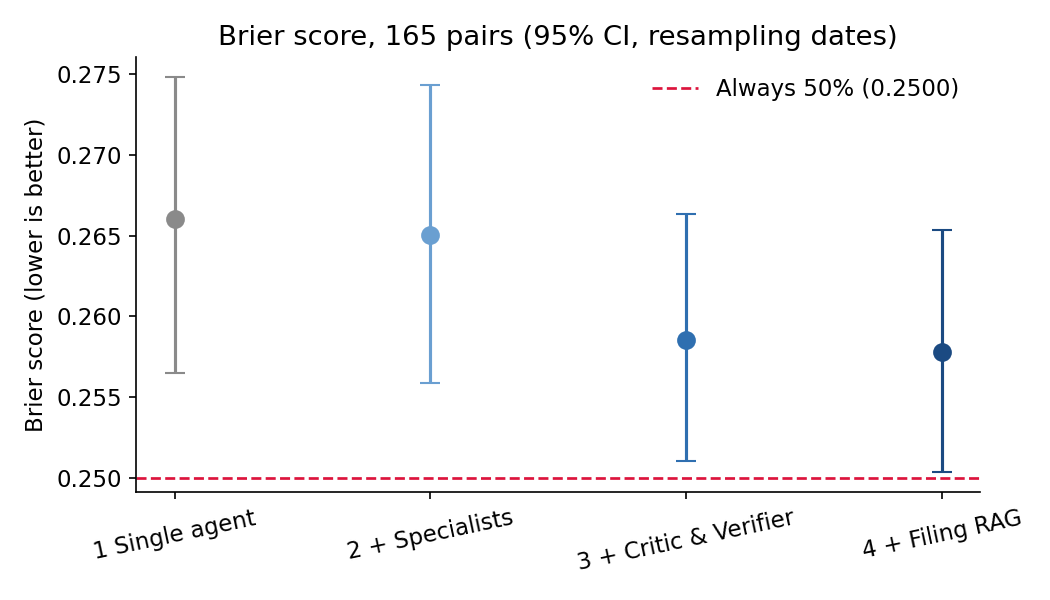 Brier score, 165 pairs (95% CI, resampling dates)
Always 50% (0.2500)
Brier score (lower is better)
0.275
0.270
0.265
0.260
0.255
0.250
1 Single agent
2 + Specialists
3 + Critic & Verifier
4 + Filing RAG